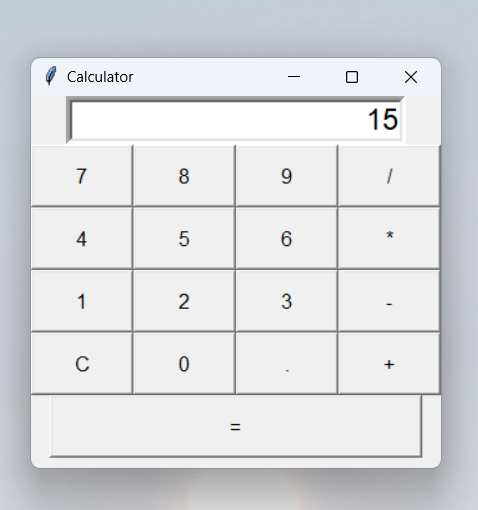 Calculator
15
7 8 9 /
4 5 6 *
1 2 3 -
C 0 . +
=